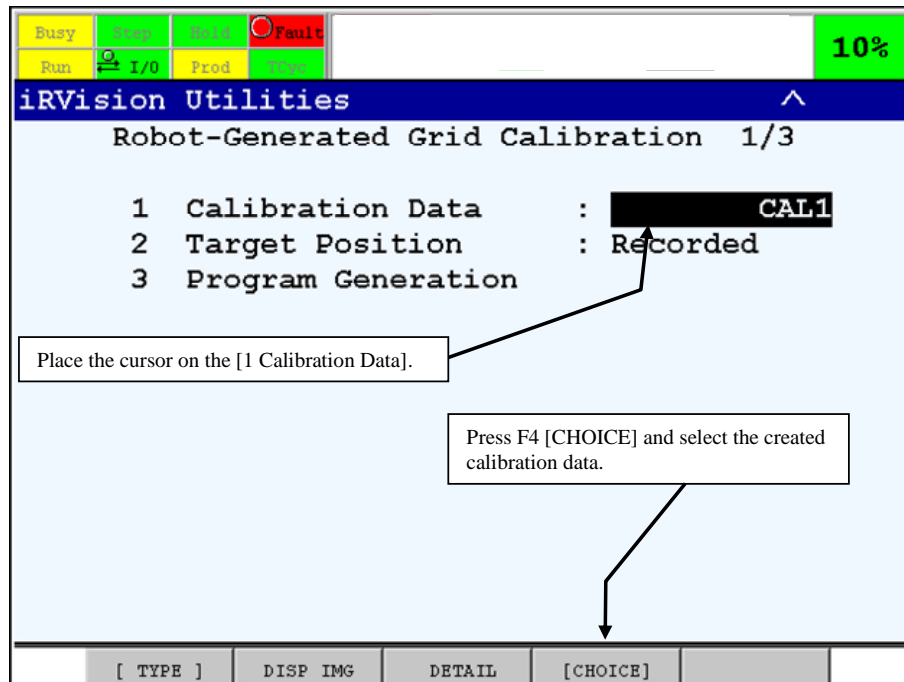 Busy Step Hold Fault
Run I/O Prod TCyc
10%
iRVision Utilities ^
Robot-Generated Grid Calibration 1/3
1 Calibration Data : CAL1
2 Target Position : Recorded
3 Program Generation
Place the cursor on the [1 Calibration Data].
Press F4 [CHOICE] and select the created
calibration data.
[ TYPE ] DISP IMG DETAIL [CHOICE]